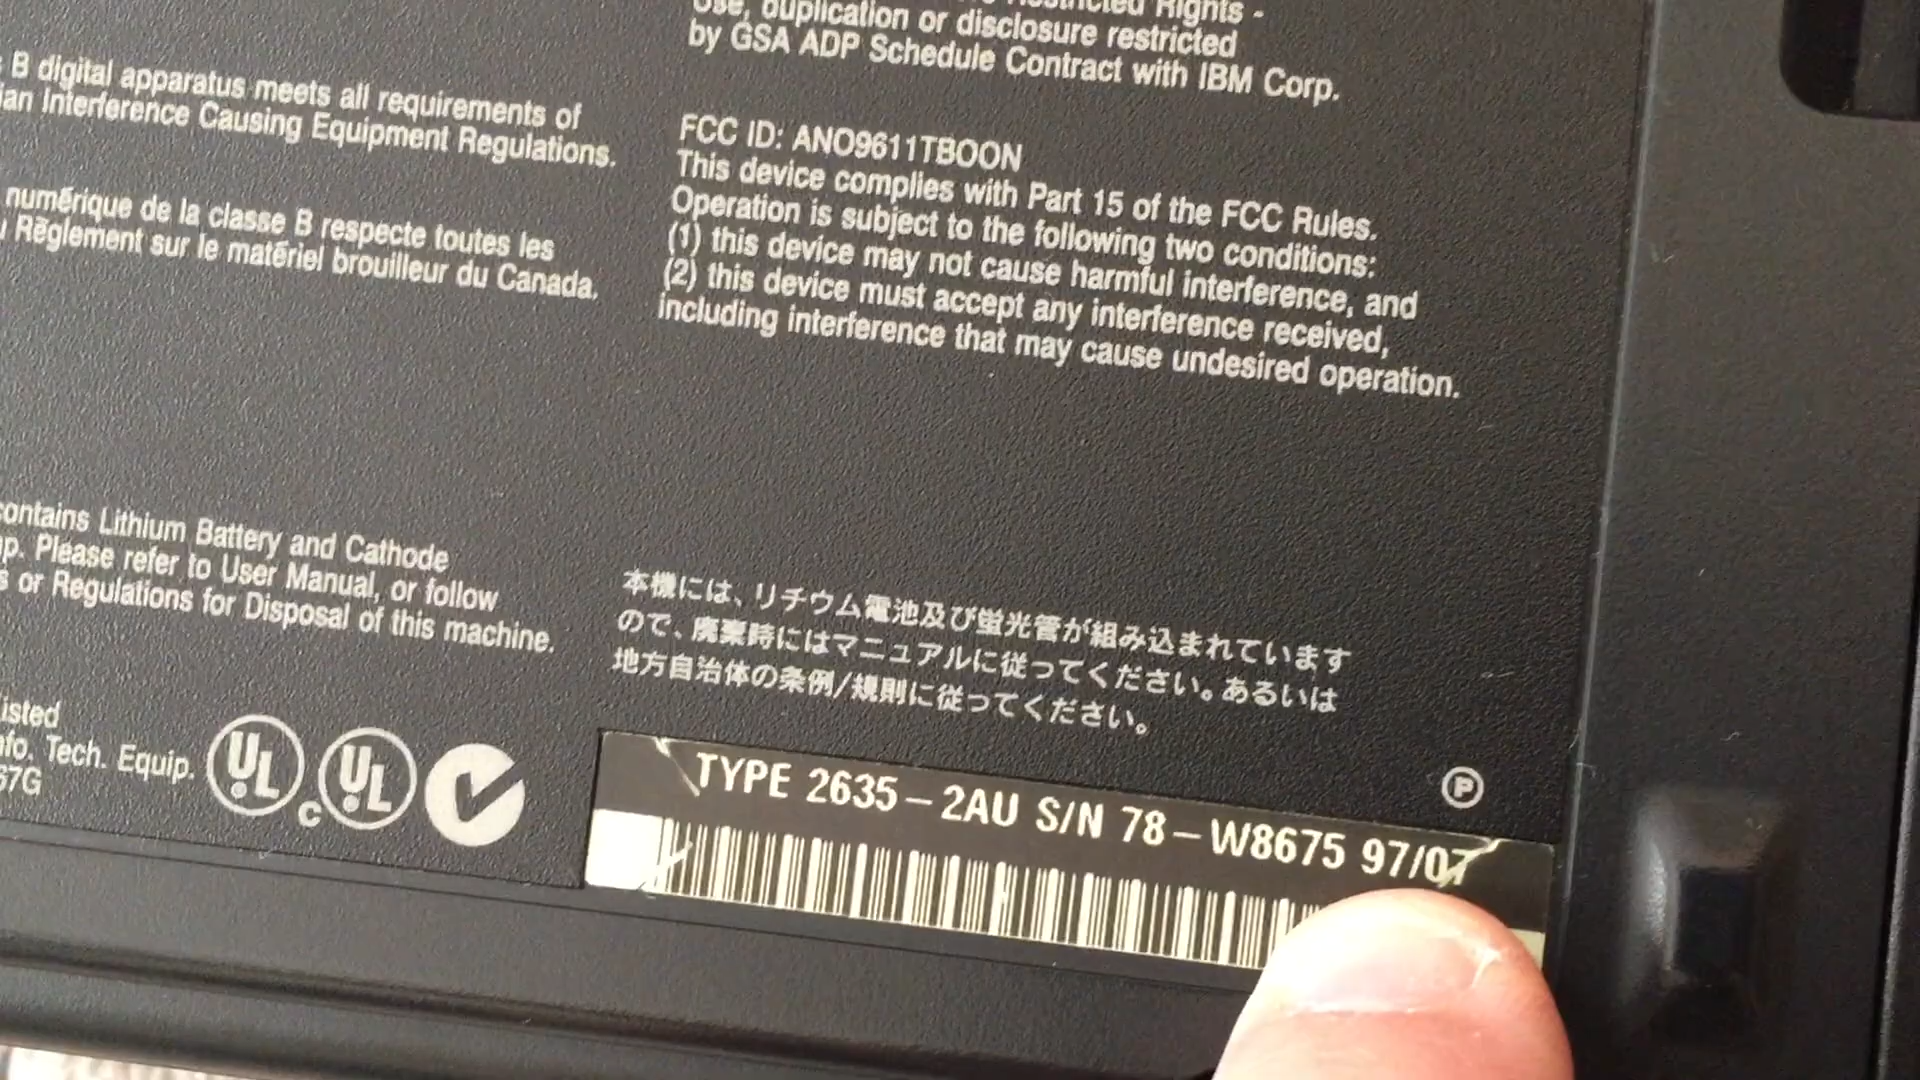 Restricted Rights -
Use, duplication or disclosure restricted
by GSA ADP Schedule Contract with IBM Corp.
B digital apparatus meets all requirements of
Interference Causing Equipment Regulations.
FCC ID: ANO9611TBOON
This device complies with Part 15 of the FCC Rules.
Operation is subject to the following two conditions:
(1) this device may not cause harmful interference, and
(2) this device must accept any interference received,
including interference that may cause undesired operation.
numérique de la classe B respecte toutes les
Règlement sur le matériel brouilleur du Canada.
contains Lithium Battery and Cathode
Please refer to User Manual, or follow
or Regulations for Disposal of this machine.
本機には、リチウム電池及び蛍光管が組み込まれています
ので、廃棄時にはマニュアルに従ってください。あるいは
地方自治体の条例/規則に従ってください。
Tech. Equip.
67G
UL
c UL
P
TYPE 2635-2AU S/N 78-W8675 97/07